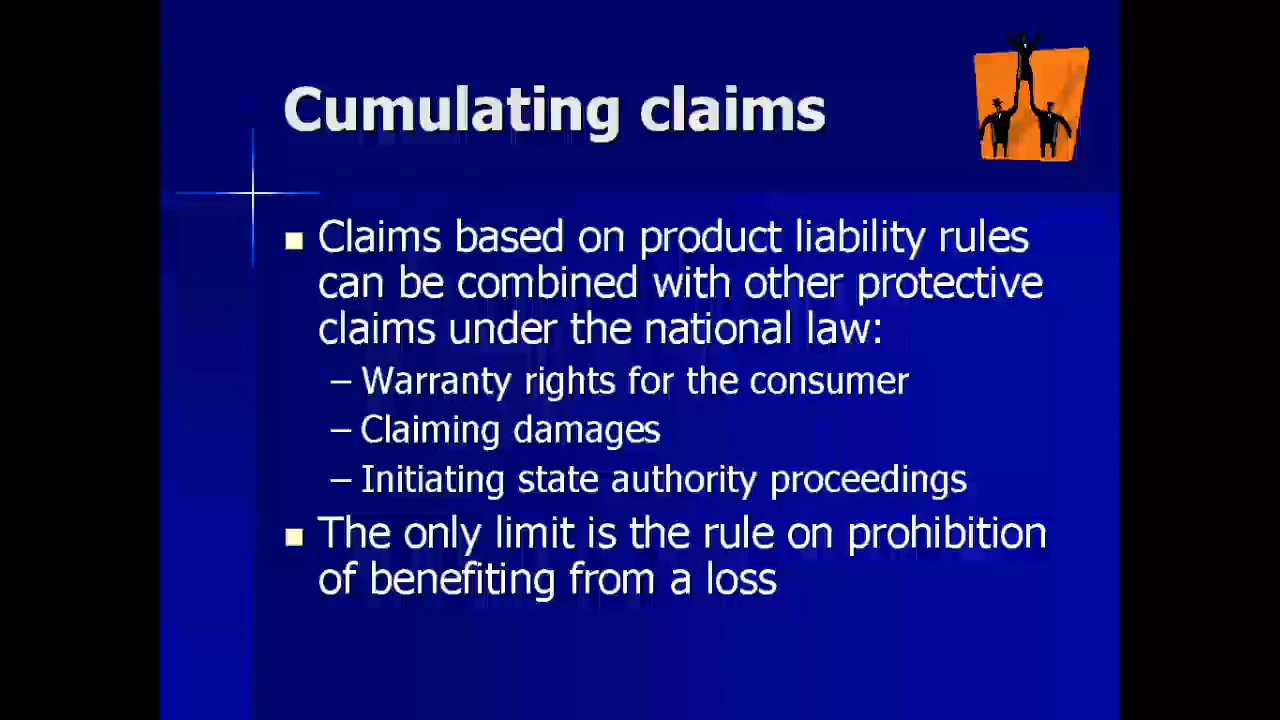 Cumulating claims
Claims based on product liability rules
can be combined with other protective
claims under the national law:
– Warranty rights for the consumer
– Claiming damages
– Initiating state authority proceedings
The only limit is the rule on prohibition
of benefiting from a loss